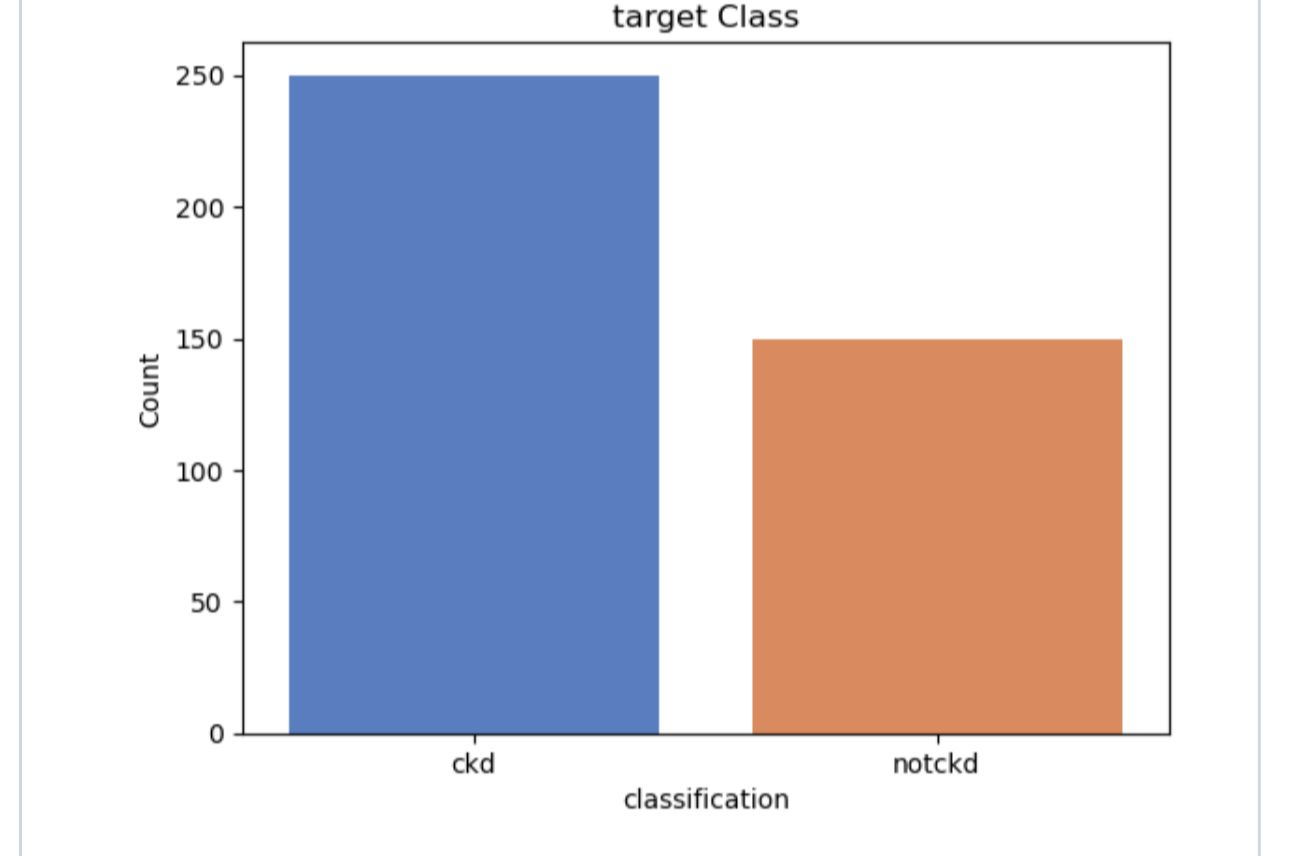 target Class
250
200
150
100
50
0
Count
ckd
notckd
classification